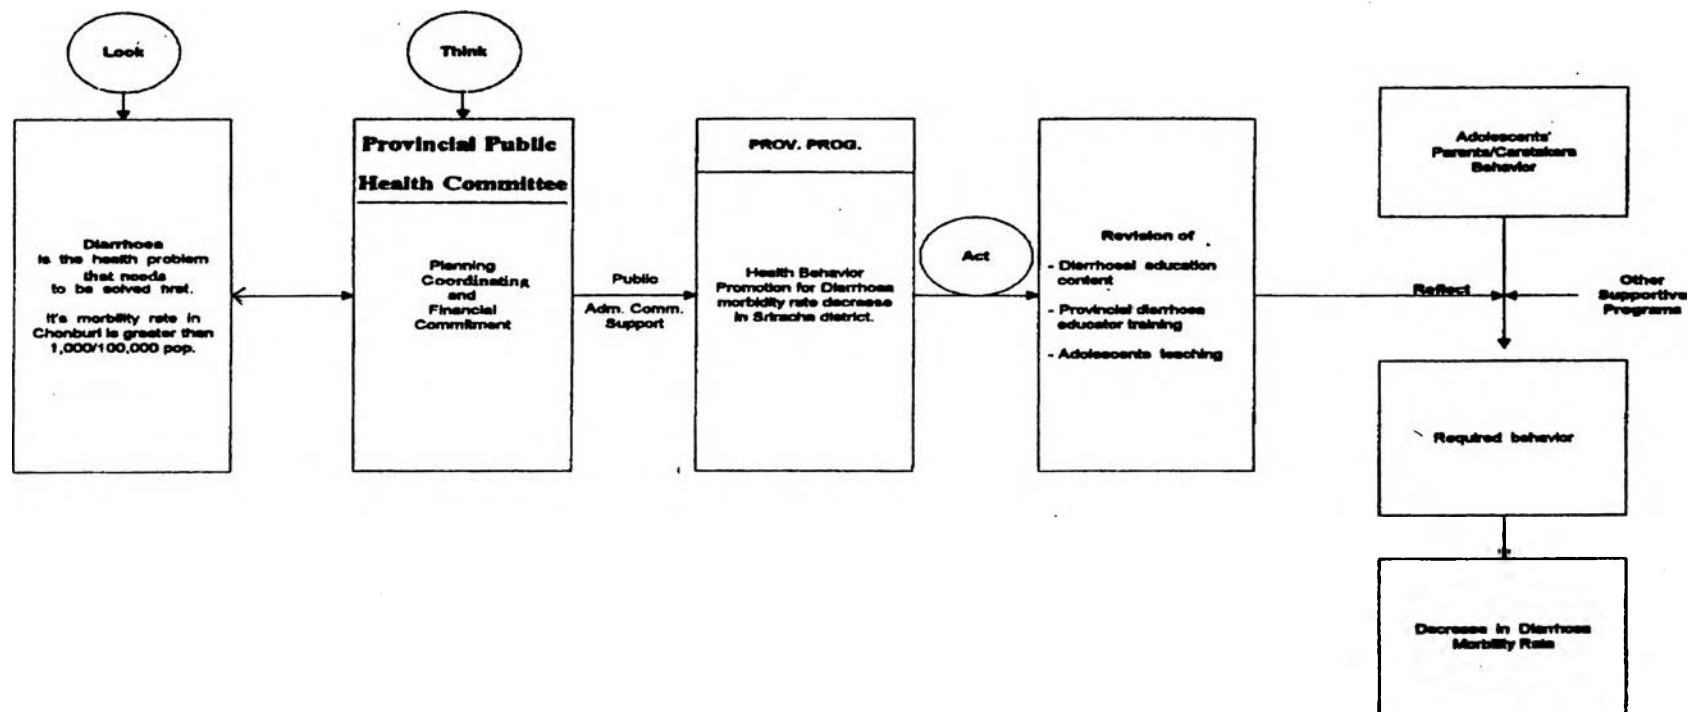 Look
Diarrhoea
is the health problem
that needs
to be solved first.
It's morbility rate in
Chonburi is greater than
1,000/100,000 pop.
Think
Provincial Public
Health Committee
Planning
Coordinating
and
Financial
Commitment
Public
Adm. Comm.
Support
PROV. PROG.
Health Behavior
Promotion for Diarrhoea
morbidity rate decrease
in Sriracha district.
Act
Revision of
- Diarrhoeal education
content
- Provincial diarrhoea
educator training
- Adolescents teaching
Reflect
Adolescents'
Parents/Caretakers
Behavior
Other
Supportive
Programs
Required behavior
Decrease in Diarrhoea
Morbility Rate